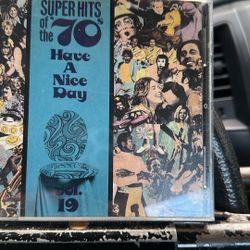 SUPER HITS
of the '70s
Have
A
Nice
Day
Vol.
19